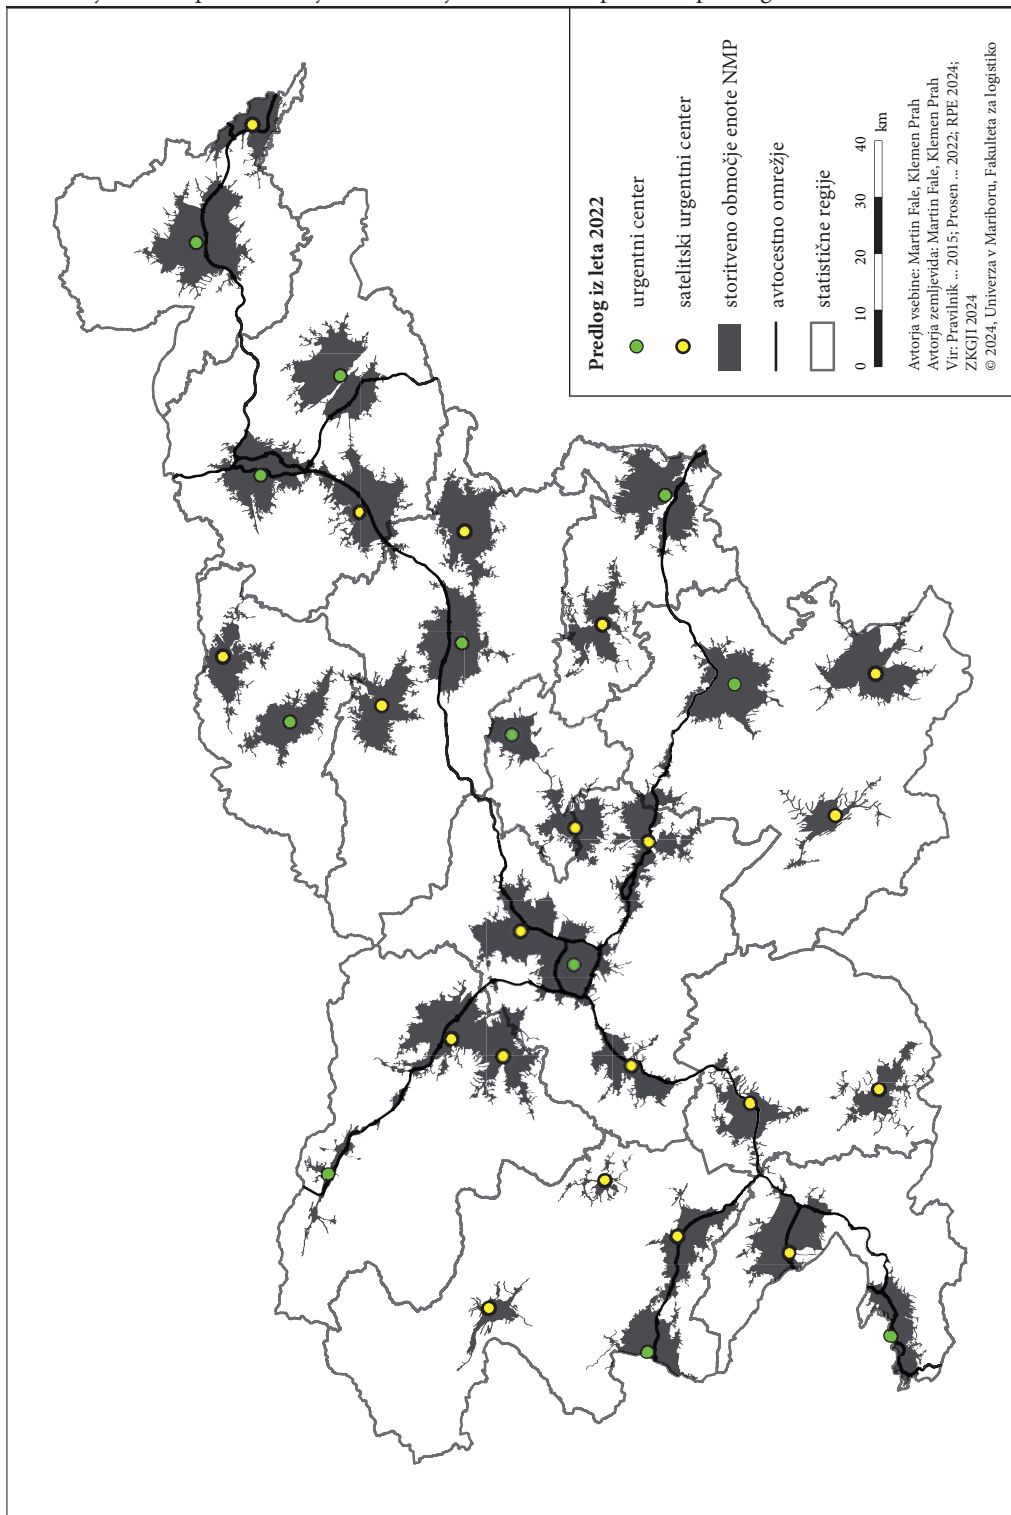 Predlog iz leta 2022
urgentni center
satelitski urgentni center
storitveno območje enote NMP
avtocestno omrežje
statistične regije
0 10 20 30 40
km
Avtorja vsebine: Martin Fale, Klemen Prah
Avtorja zemljevida: Martin Fale, Klemen Prah
Vir: Pravilnik ... 2015; Prosen ... 2022; RPE 2024;
ZKGJI 2024
© 2024, Univerza v Mariboru, Fakulteta za logistiko